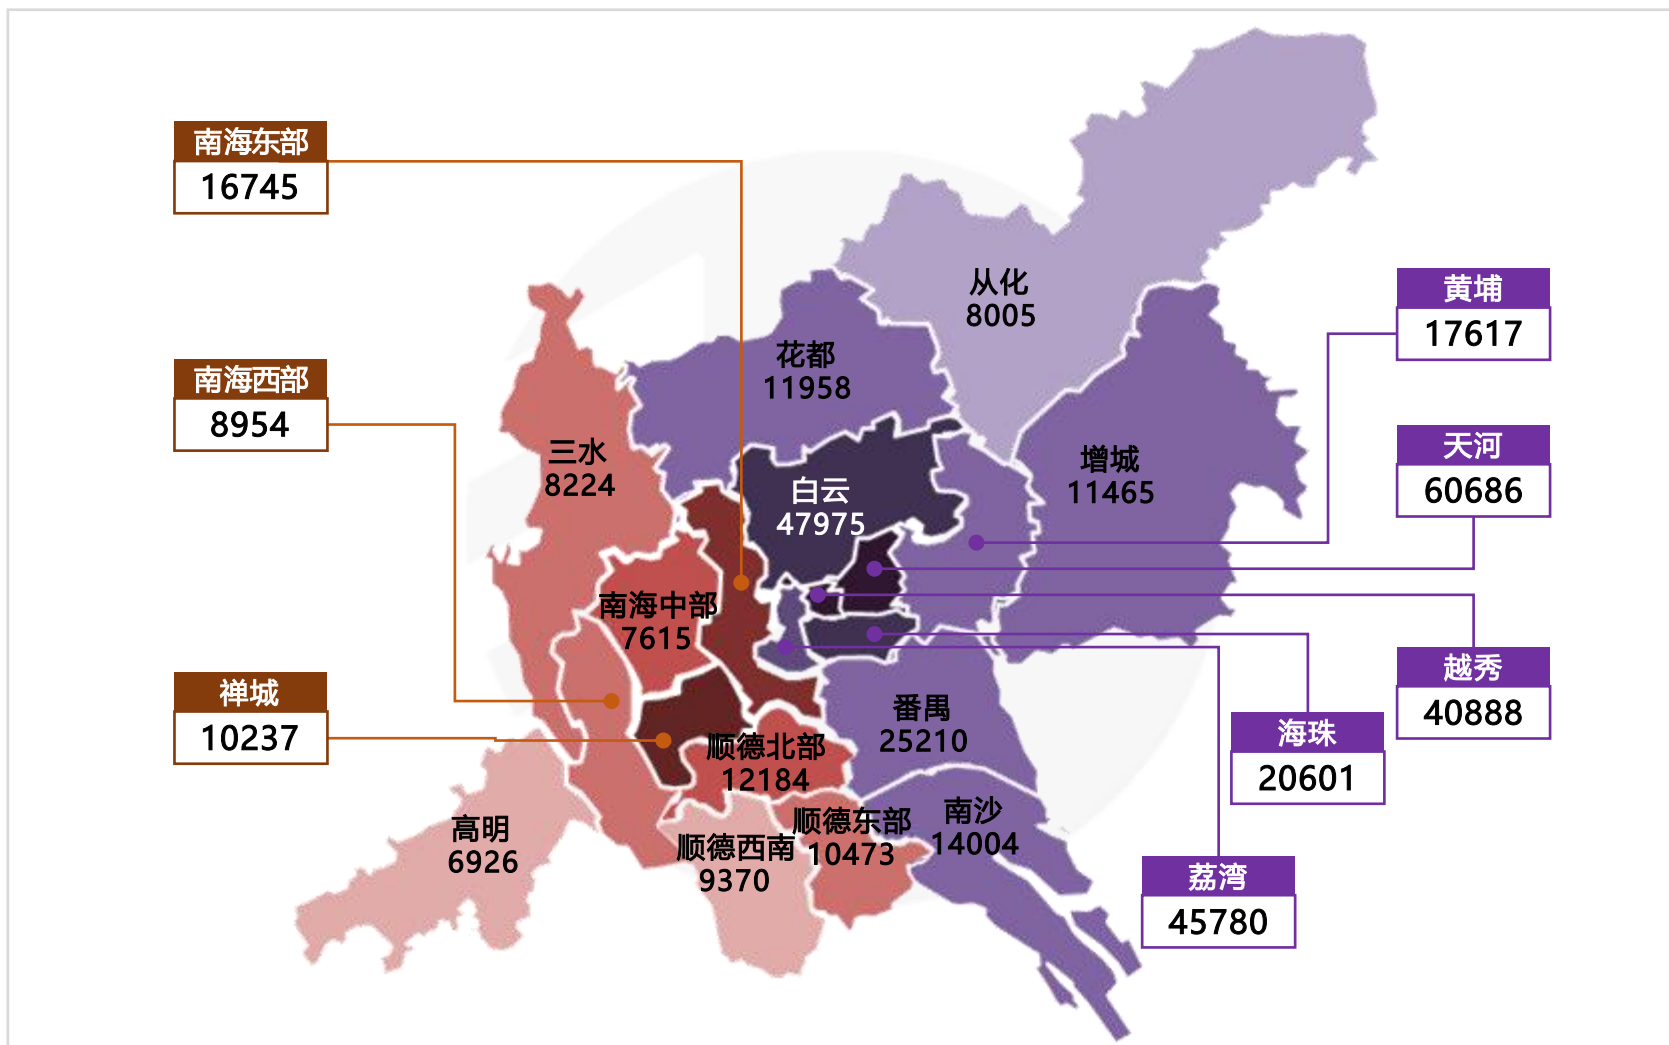 南海东部
16745
从化
8005
黄埔
17617
花都
11958
南海西部
8954
三水
8224
增城
11465
天河
60686
白云
47975
南海中部
7615
越秀
40888
禅城
10237
番禺
25210
海珠
20601
顺德北部
12184
高明
6926
顺德西南
9370
顺德东部
10473
南沙
14004
荔湾
45780